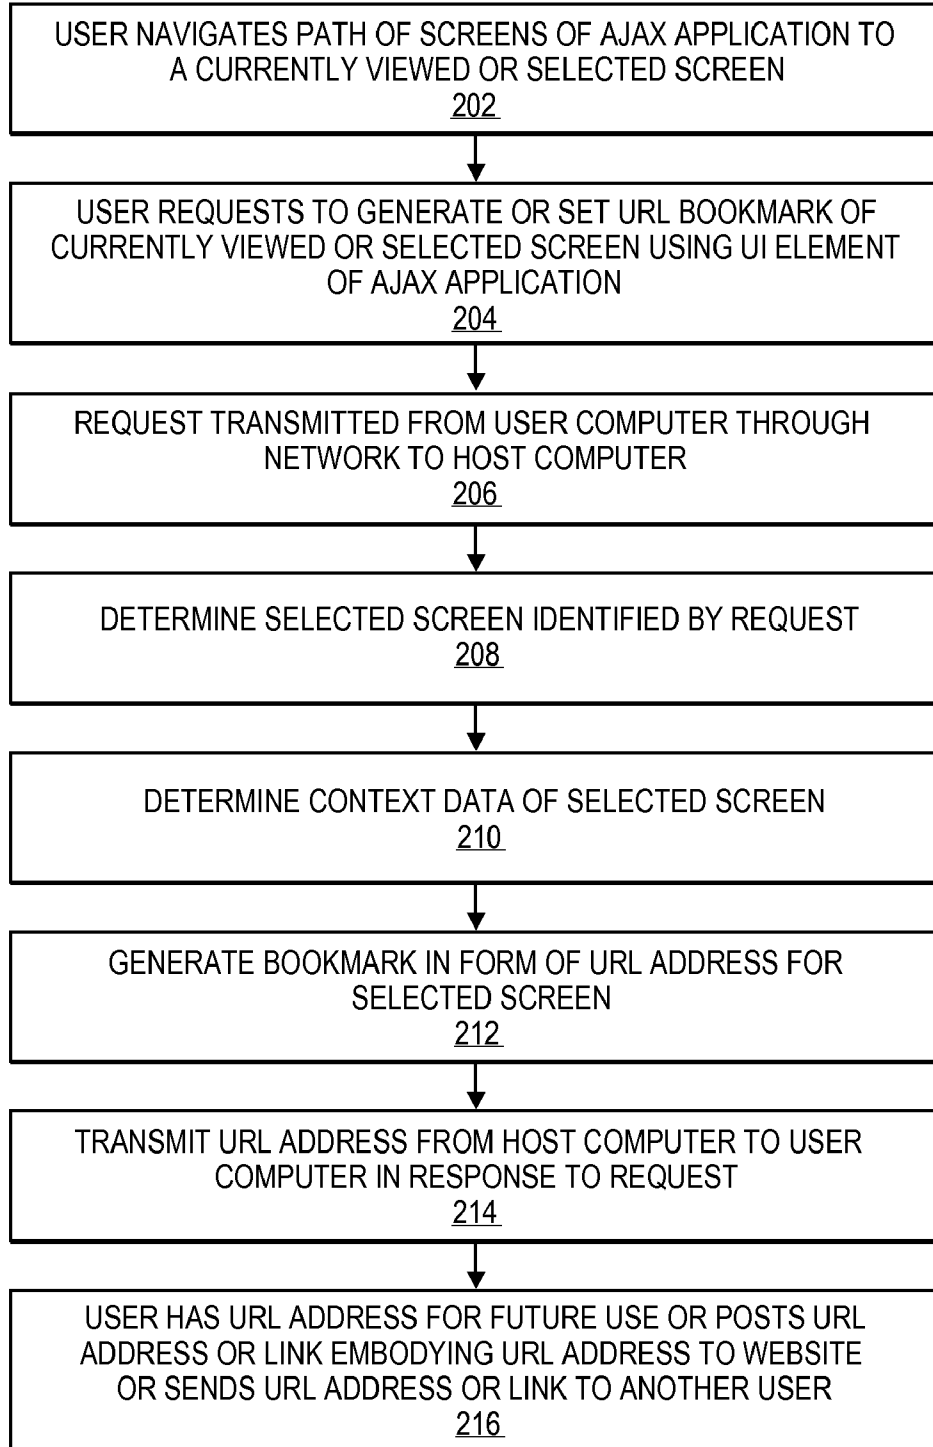 USER NAVIGATES PATH OF SCREENS OF AJAX APPLICATION TO
A CURRENTLY VIEWED OR SELECTED SCREEN
202
USER REQUESTS TO GENERATE OR SET URL BOOKMARK OF
CURRENTLY VIEWED OR SELECTED SCREEN USING UI ELEMENT
OF AJAX APPLICATION
204
REQUEST TRANSMITTED FROM USER COMPUTER THROUGH
NETWORK TO HOST COMPUTER
206
DETERMINE SELECTED SCREEN IDENTIFIED BY REQUEST
208
DETERMINE CONTEXT DATA OF SELECTED SCREEN
210
GENERATE BOOKMARK IN FORM OF URL ADDRESS FOR
SELECTED SCREEN
212
TRANSMIT URL ADDRESS FROM HOST COMPUTER TO USER
COMPUTER IN RESPONSE TO REQUEST
214
USER HAS URL ADDRESS FOR FUTURE USE OR POSTS URL
ADDRESS OR LINK EMBODYING URL ADDRESS TO WEBSITE
OR SENDS URL ADDRESS OR LINK TO ANOTHER USER
216